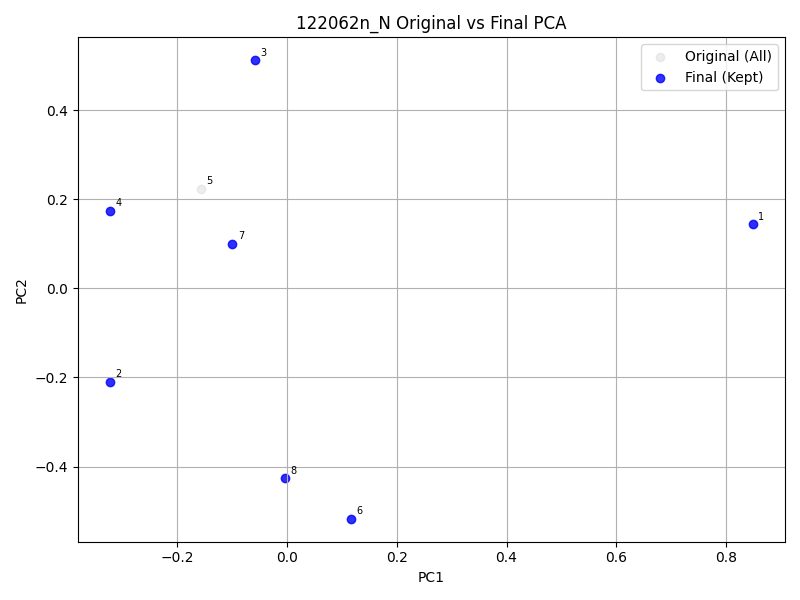 122062n_N Original vs Final PCA
Original (All)
Final (Kept)
3
5
4
7
1
2
8
6
0.4
0.2
0.0
−0.2
−0.4
PC2
−0.2 0.0 0.2 0.4 0.6 0.8
PC1